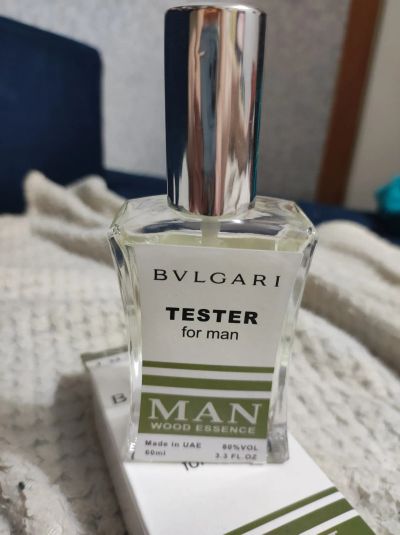 BVLGARI
TESTER
for man
MAN
WOOD ESSENCE
Made in UAE 80%VOL
60ml 3.3 FL OZ